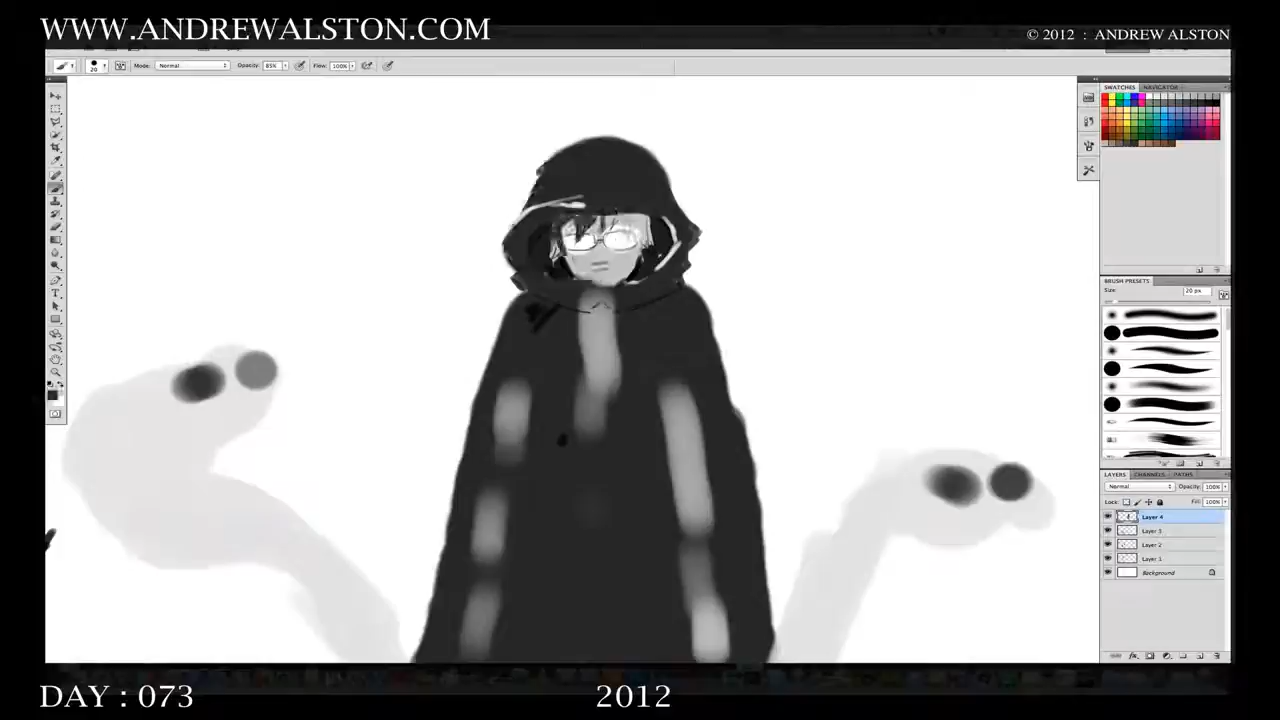 WWW.ANDREWALSTON.COM
© 2012 : ANDREW ALSTON
20
Mode: Normal
Opacity: 85%
Flow: 100%
SWATCHES
NAVIGATOR
BRUSH PRESETS
Size:
20 px
LAYERS
CHANNELS
PATHS
Normal
Opacity: 100%
Lock:
Fill: 100%
Layer 4
Layer 3
Layer 2
Layer 1
Background
DAY : 073
2012